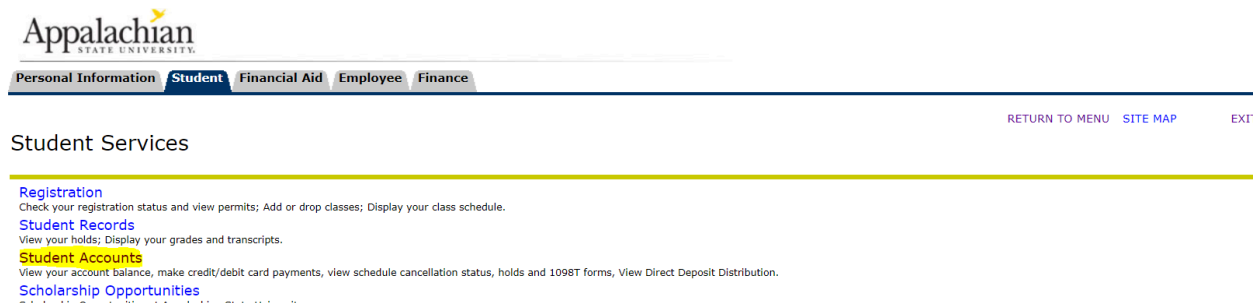 Appalachian
STATE UNIVERSITY.
Personal Information Student Financial Aid Employee Finance
RETURN TO MENU SITE MAP EXIT
Student Services
Registration
Check your registration status and view permits; Add or drop classes; Display your class schedule.
Student Records
View your holds; Display your grades and transcripts.
Student Accounts
View your account balance, make credit/debit card payments, view schedule cancellation status, holds and 1098T forms, View Direct Deposit Distribution.
Scholarship Opportunities